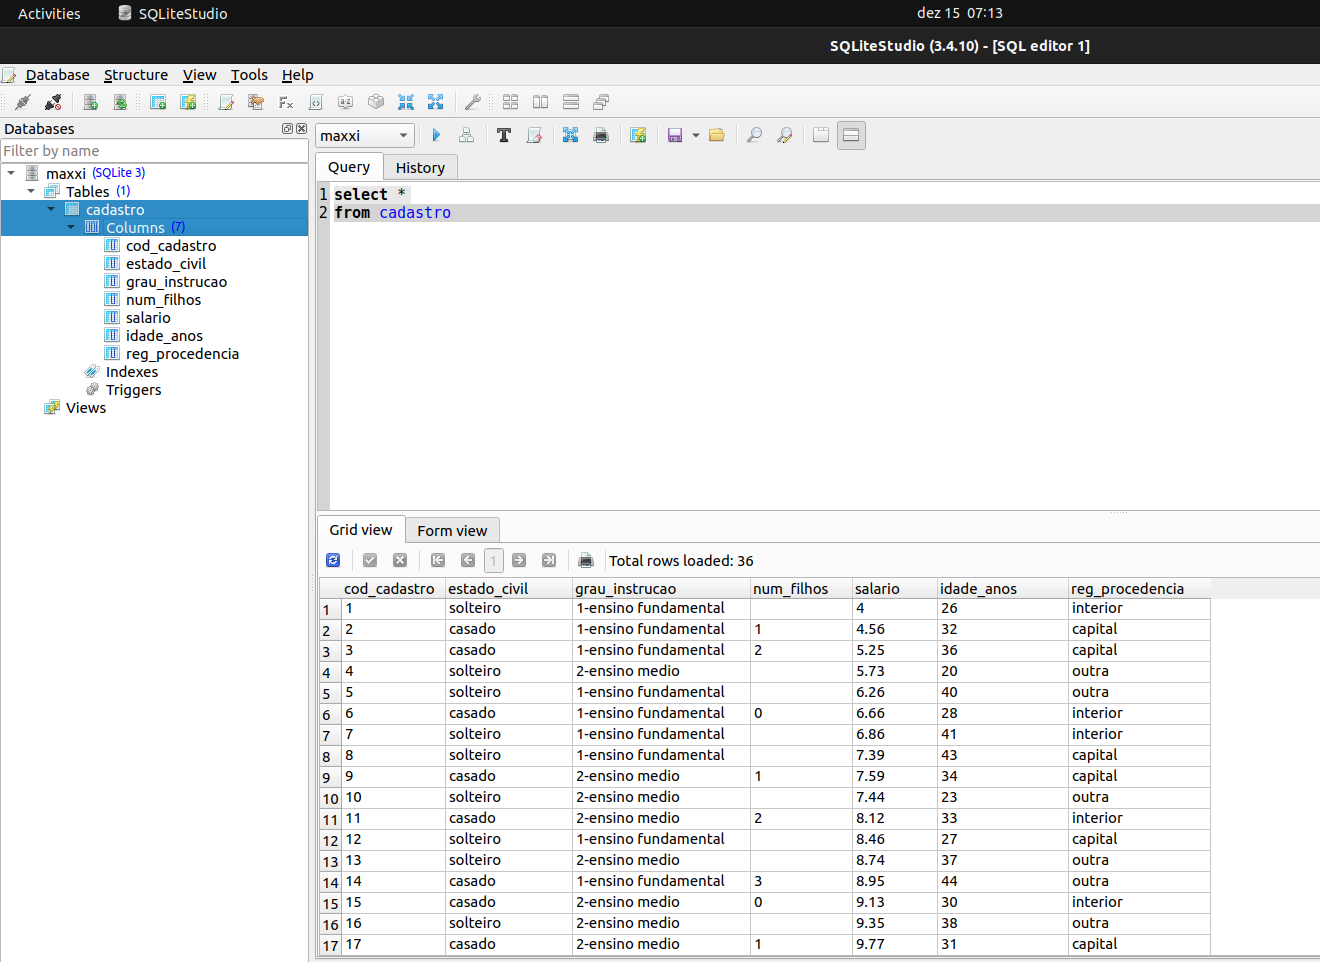 Activities SQLiteStudio dez 15 07:13
SQLiteStudio (3.4.10) - [SQL editor 1]
Database Structure View Tools Help
Databases
Filter by name
maxxi (SQLite 3)
Tables (1)
cadastro
Columns (7)
cod_cadastro
estado_civil
grau_instrucao
num_filhos
salario
idade_anos
reg_procedencia
Indexes
Triggers
Views
maxxi
Query History
1 select *
2 from cadastro
Grid view Form view
1 Total rows loaded: 36
cod_cadastro estado_civil grau_instrucao num_filhos salario idade_anos reg_procedencia
1 1 solteiro 1-ensino fundamental 4 26 interior
2 2 casado 1-ensino fundamental 1 4.56 32 capital
3 3 casado 1-ensino fundamental 2 5.25 36 capital
4 4 solteiro 2-ensino medio 5.73 20 outra
5 5 solteiro 1-ensino fundamental 6.26 40 outra
6 6 casado 1-ensino fundamental 0 6.66 28 interior
7 7 solteiro 1-ensino fundamental 6.86 41 interior
8 8 solteiro 1-ensino fundamental 7.39 43 capital
9 9 casado 2-ensino medio 1 7.59 34 capital
10 10 solteiro 2-ensino medio 7.44 23 outra
11 11 casado 2-ensino medio 2 8.12 33 interior
12 12 solteiro 1-ensino fundamental 8.46 27 capital
13 13 solteiro 2-ensino medio 8.74 37 outra
14 14 casado 1-ensino fundamental 3 8.95 44 outra
15 15 casado 2-ensino medio 0 9.13 30 interior
16 16 solteiro 2-ensino medio 9.35 38 outra
17 17 casado 2-ensino medio 1 9.77 31 capital